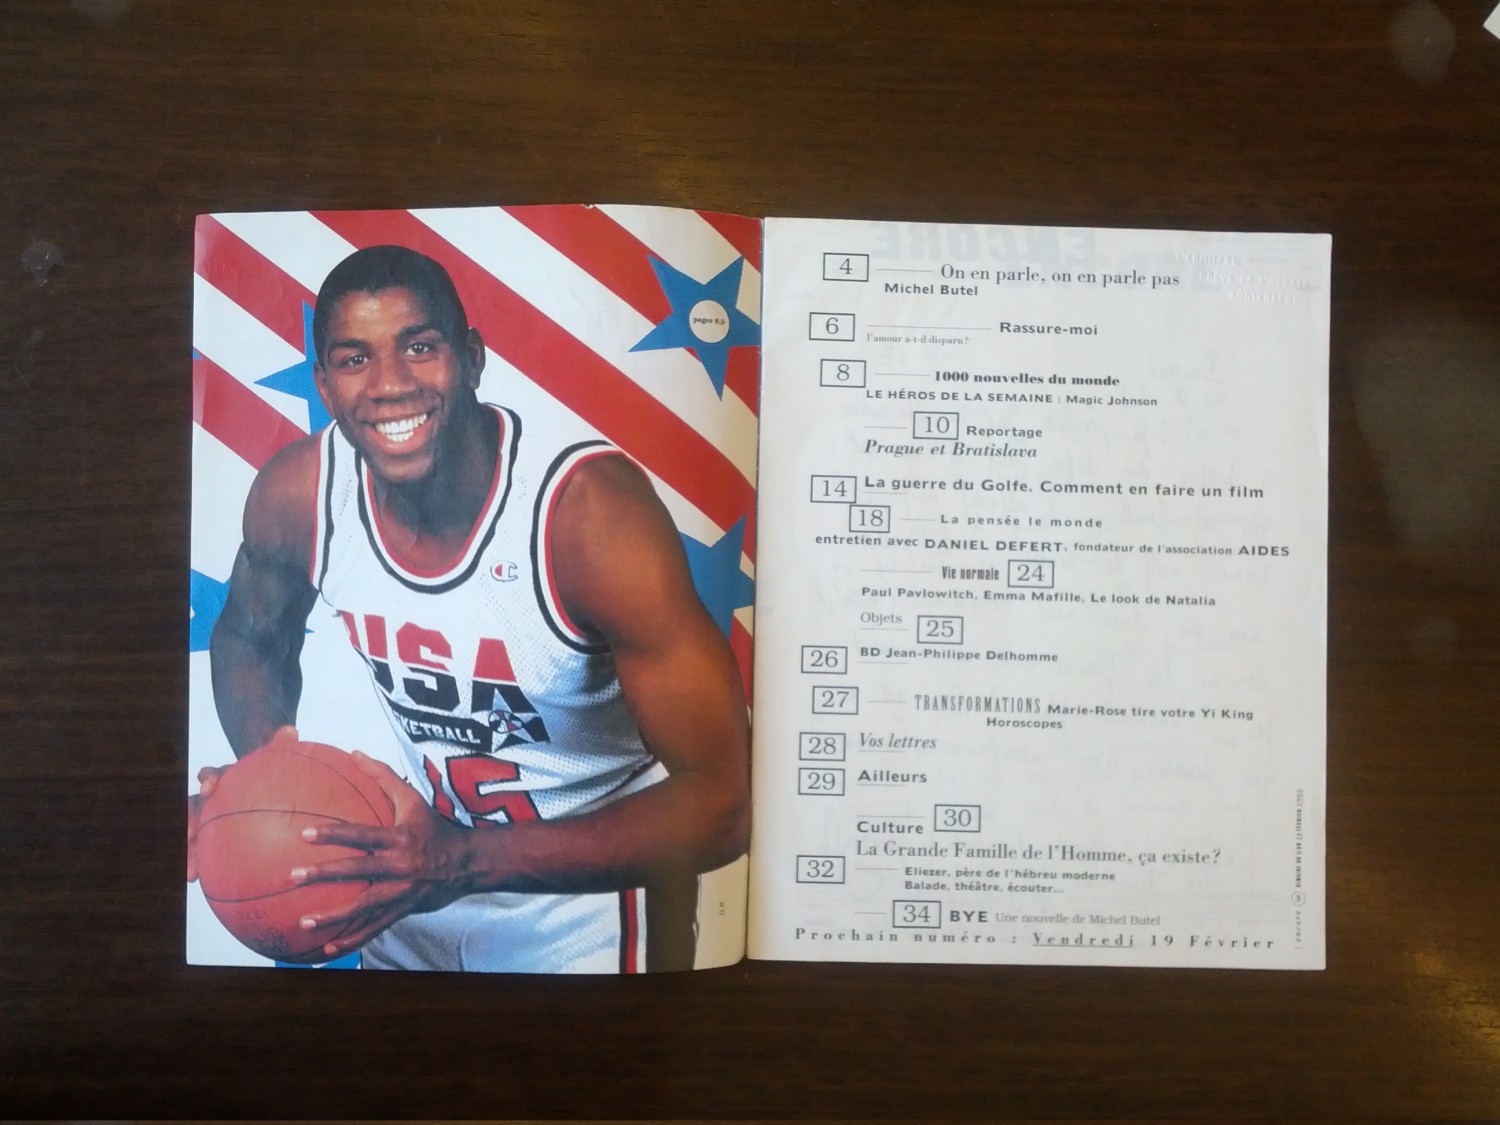 pages 8,9
USA
KETBALL
15
D.R.
4 On en parle, on en parle pas
Michel Butel
6 Rassure-moi
l'amour a-t-il disparu?
8 1000 nouvelles du monde
LE HÉROS DE LA SEMAINE : Magic Johnson
10 Reportage
Prague et Bratislava
14 La guerre du Golfe. Comment en faire un film
18 La pensée le monde
entretien avec DANIEL DEFERT, fondateur de l'association AIDES
Vie normale 24
Paul Pavlowitch, Emma Mafille, Le look de Natalia
Objets 25
26 BD Jean-Philippe Delhomme
27 TRANSFORMATIONS Marie-Rose tire votre Yi King
Horoscopes
28 Vos lettres
29 Ailleurs
Culture 30
La Grande Famille de l'Homme, ça existe?
32 Eliezer, père de l'hébreu moderne
Balade, théâtre, écouter...
34 BYE Une nouvelle de Michel Butel
Prochain numéro : Vendredi 19 Février
encore 3
ENCORE